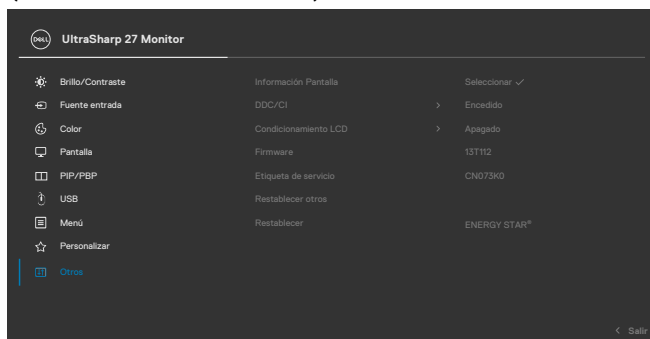 DELL UltraSharp 27 Monitor
Brillo/Contraste Información Pantalla Seleccionar ✓
Fuente entrada DDC/CI > Encedido
Color Condicionamiento LCD > Apagado
Pantalla Firmware 13T112
PIP/PBP Etiqueta de servicio CN073K0
USB Restablecer otros
Menú Restablecer ENERGY STAR®
Personalizar
27 Otros
< Salir